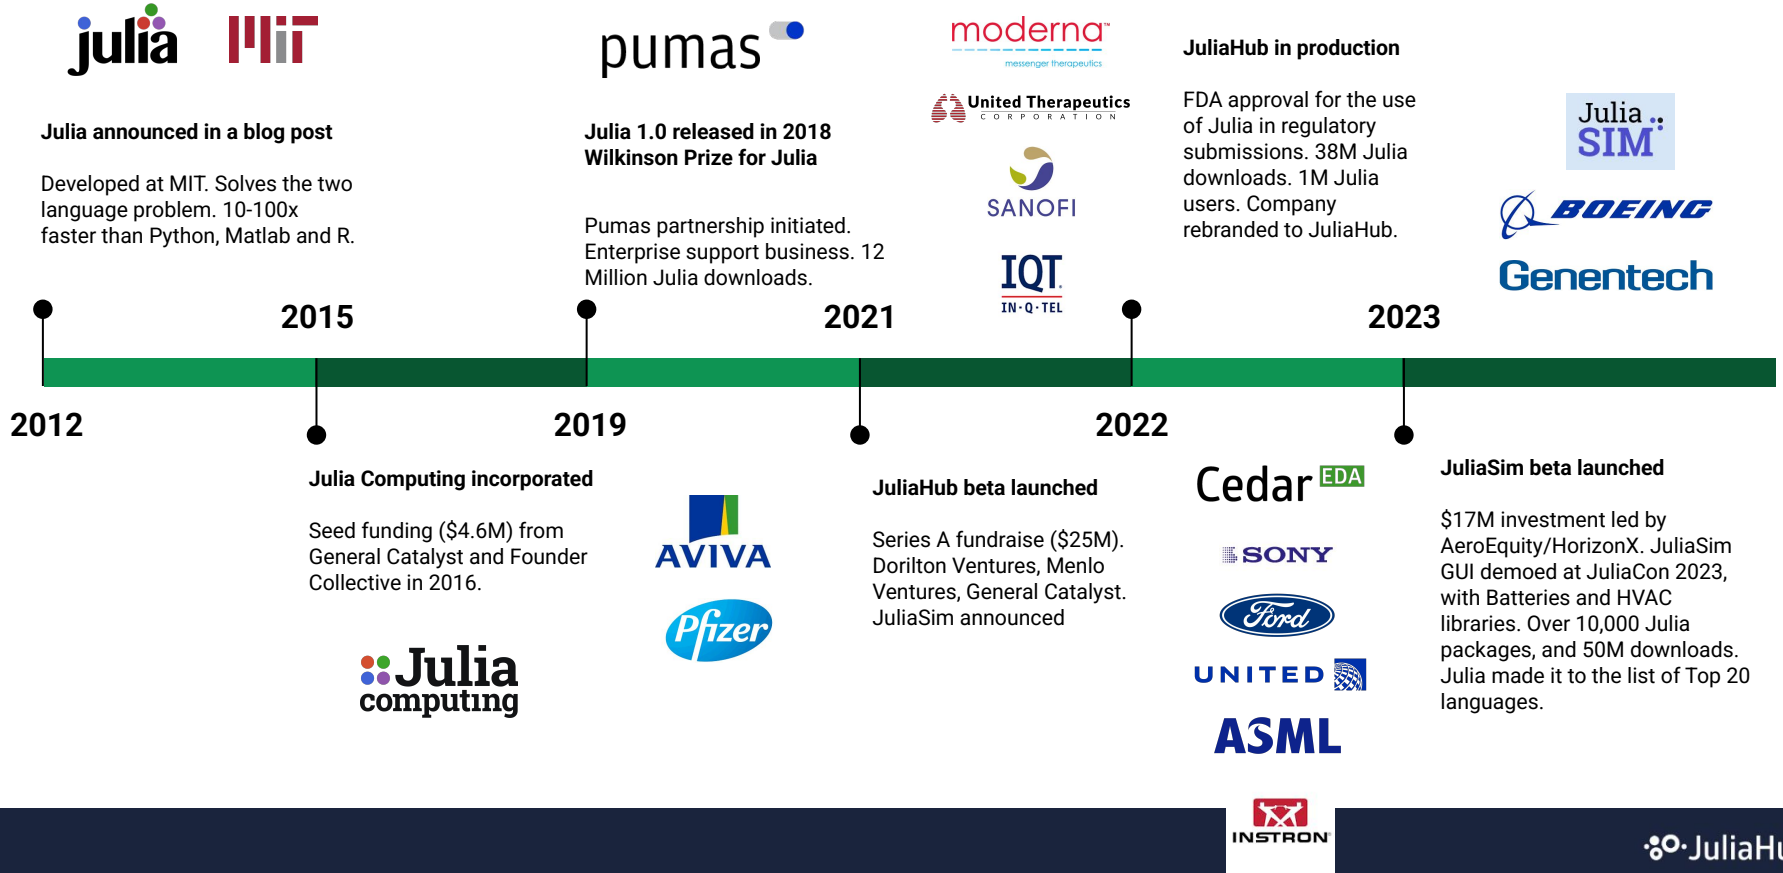 julia
MiT
Julia announced in a blog post
Developed at MIT. Solves the two
language problem. 10-100x
faster than Python, Matlab and R.
2012
2015
Julia Computing incorporated
Seed funding ($4.6M) from
General Catalyst and Founder
Collective in 2016.
Julia
computing
pumas
Julia 1.0 released in 2018
Wilkinson Prize for Julia
Pumas partnership initiated.
Enterprise support business. 12
Million Julia downloads.
2019
AVIVA
Pfizer
2021
JuliaHub beta launched
Series A fundraise ($25M).
Dorilton Ventures, Menlo
Ventures, General Catalyst.
JuliaSim announced
moderna™
messenger therapeutics
United Therapeutics
CORPORATION
SANOFI
IQT
IN·Q·TEL
JuliaHub in production
FDA approval for the use
of Julia in regulatory
submissions. 38M Julia
downloads. 1M Julia
users. Company
rebranded to JuliaHub.
2022
Cedar EDA
SONY
Ford
UNITED
ASML
INSTRON
2023
Julia
SIM
BOEING
Genentech
JuliaSim beta launched
$17M investment led by
AeroEquity/HorizonX. JuliaSim
GUI demoed at JuliaCon 2023,
with Batteries and HVAC
libraries. Over 10,000 Julia
packages, and 50M downloads.
Julia made it to the list of Top 20
languages.
JuliaHu